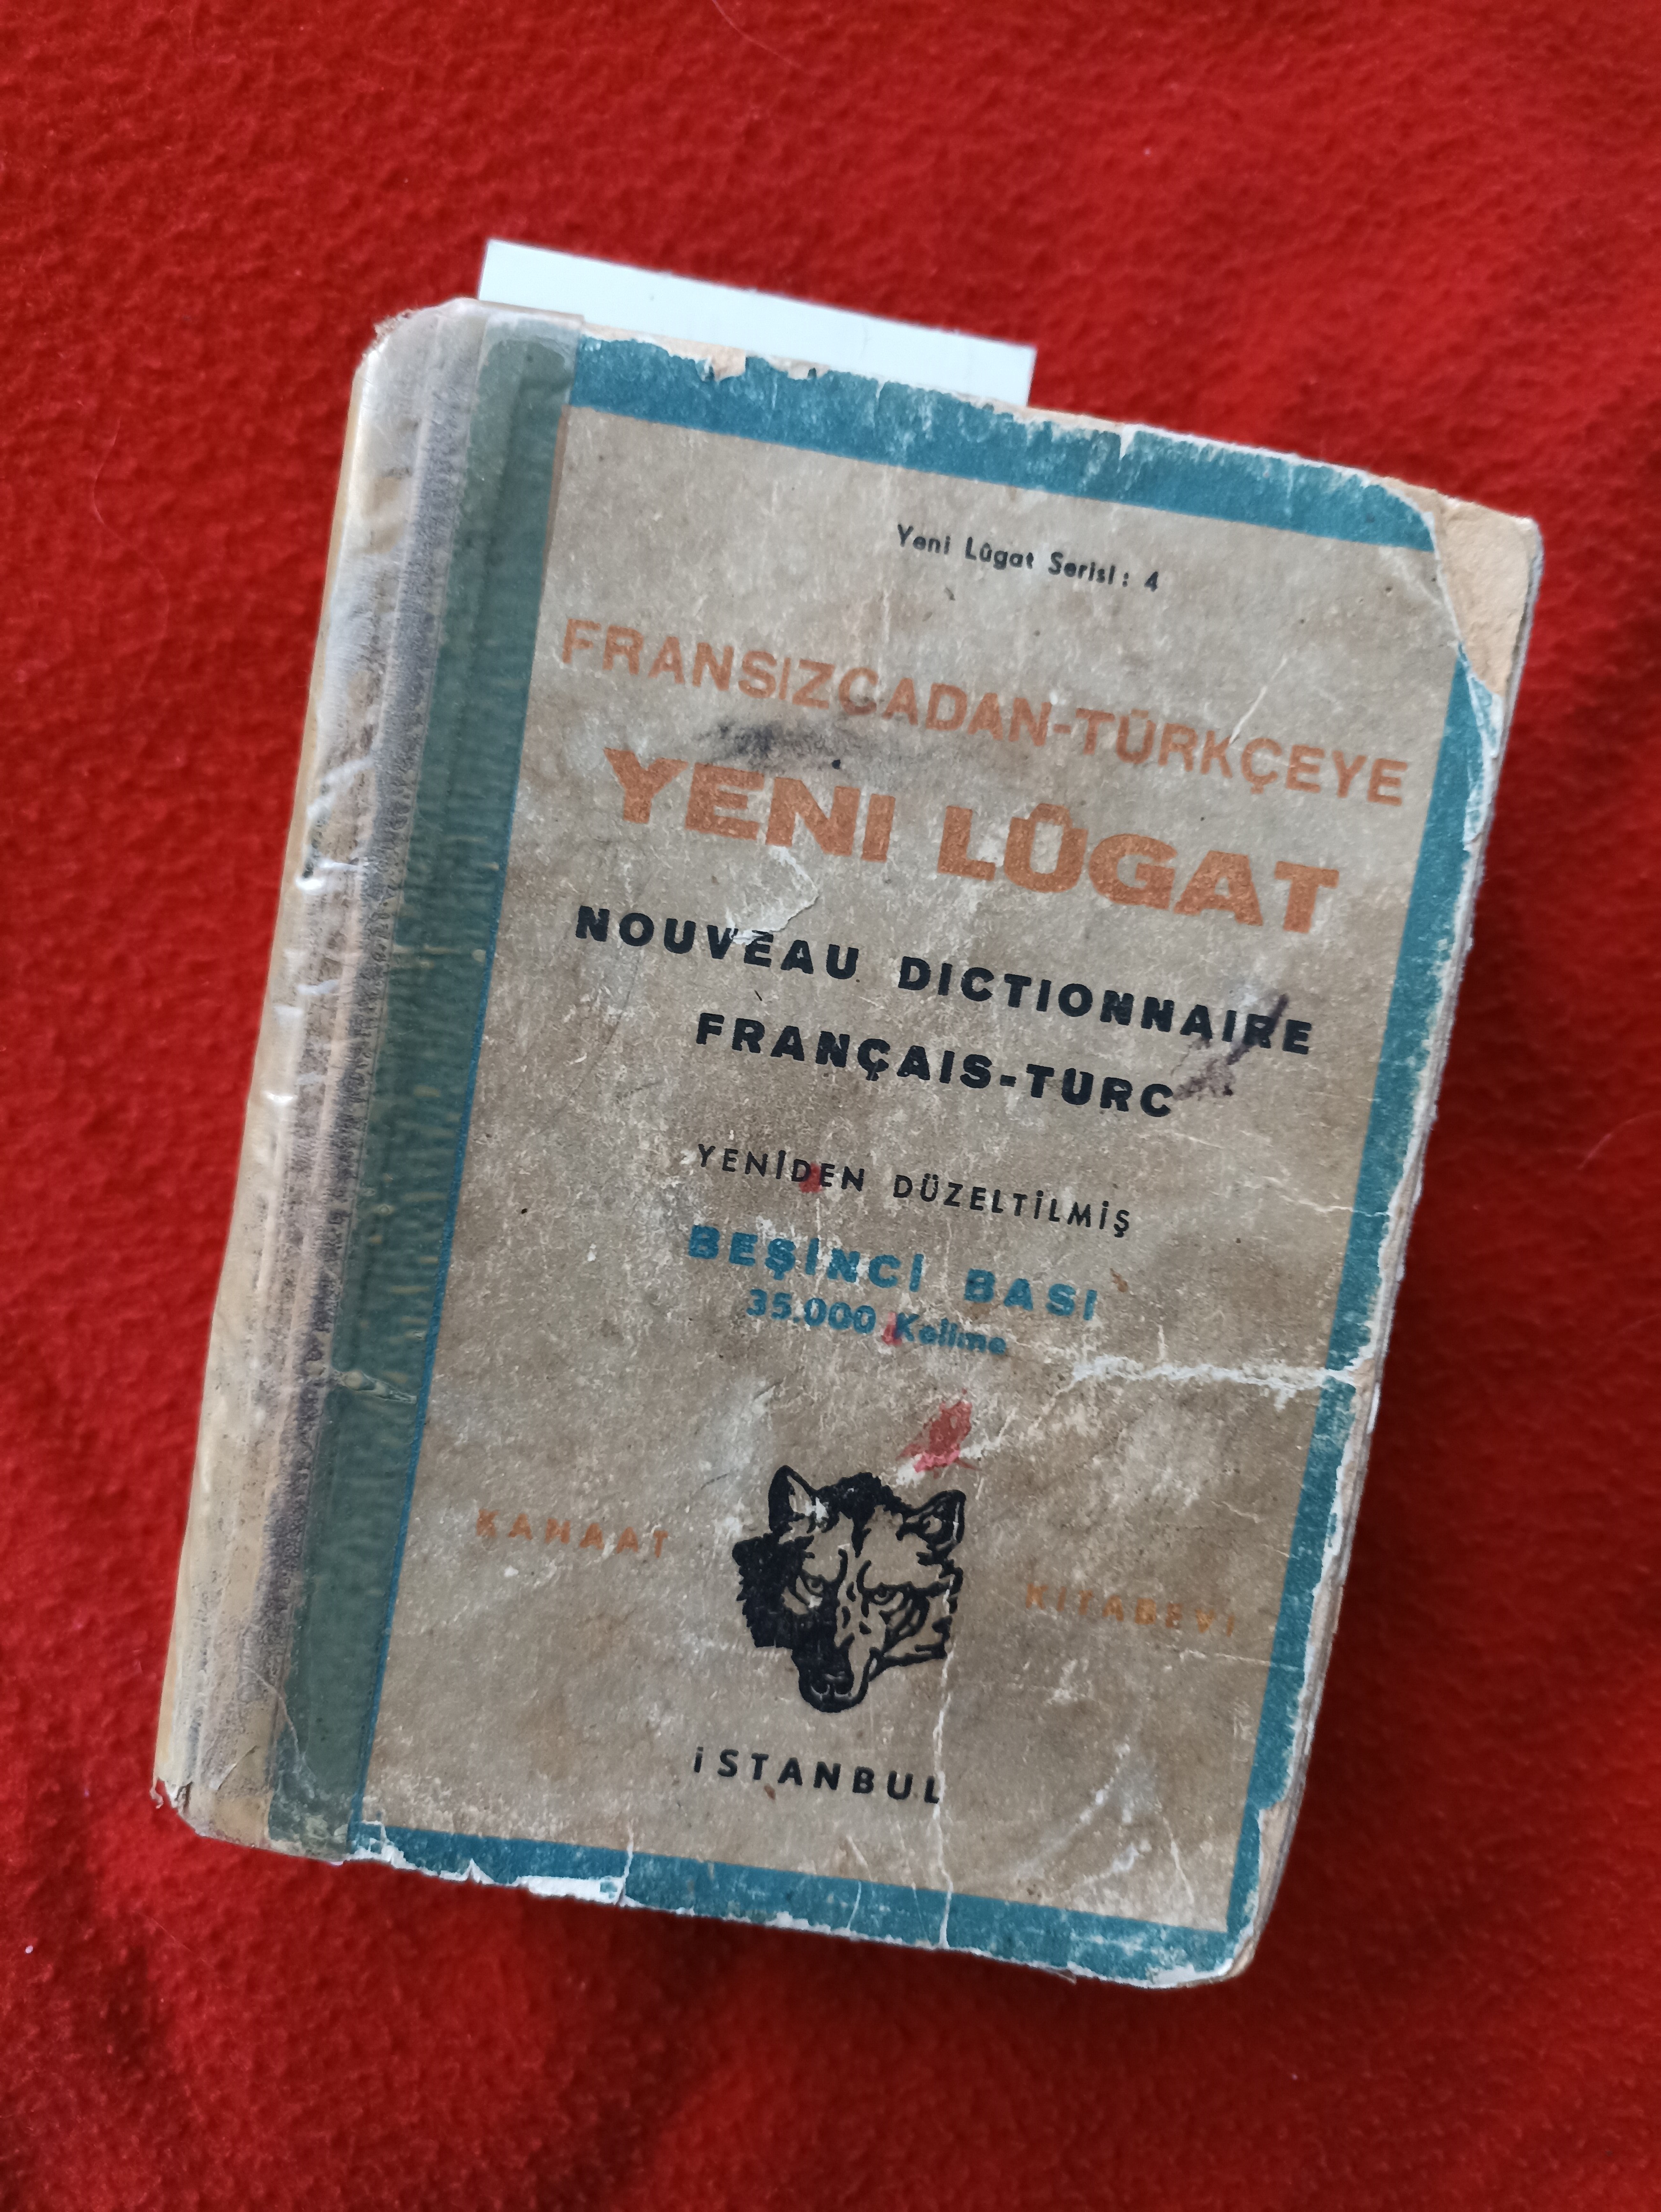 Yeni Lûgat Serisi: 4
FRANSIZCADAN-TÜRKÇEYE
YENI LÛGAT
NOUVEAU DICTIONNAIRE
FRANÇAIS-TURC
YENİDEN DÜZELTİLMİŞ
BEŞİNCİ BASI
35.000 Kelime
KANAAT KİTABEVİ
İSTANBUL